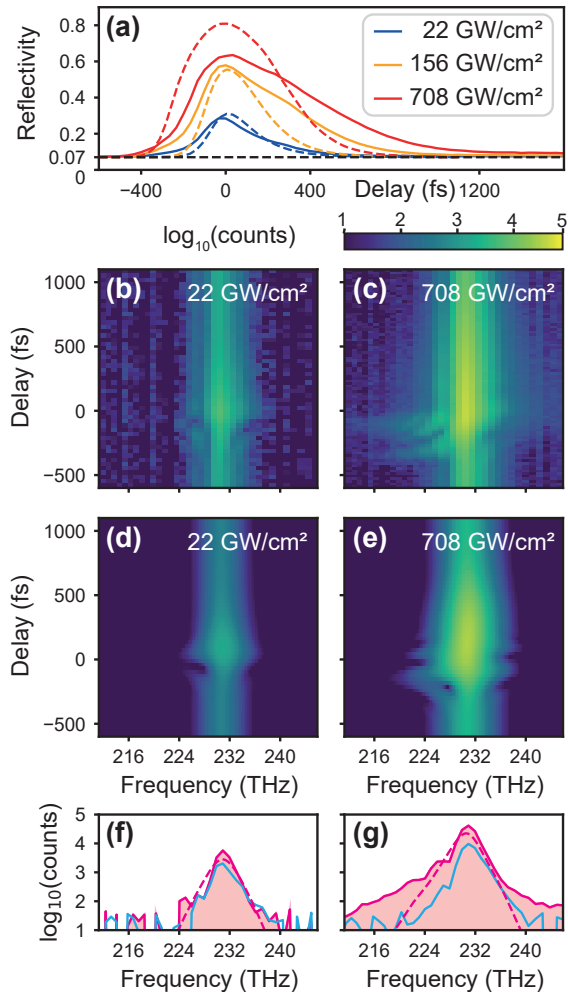 (a)
22 GW/cm²
156 GW/cm²
708 GW/cm²
Reflectivity
0.8
0.6
0.4
0.2
0.07
0
−400
0
400
Delay (fs)
1200
log₁₀(counts)
1
2
3
4
5
(b)
22 GW/cm²
(c)
708 GW/cm²
Delay (fs)
1000
500
0
−500
(d)
22 GW/cm²
(e)
708 GW/cm²
Delay (fs)
1000
500
0
−500
216
224
232
240
216
224
232
240
Frequency (THz)
Frequency (THz)
(f)
(g)
log₁₀(counts)
5
4
3
2
1
216
224
232
240
216
224
232
240
Frequency (THz)
Frequency (THz)